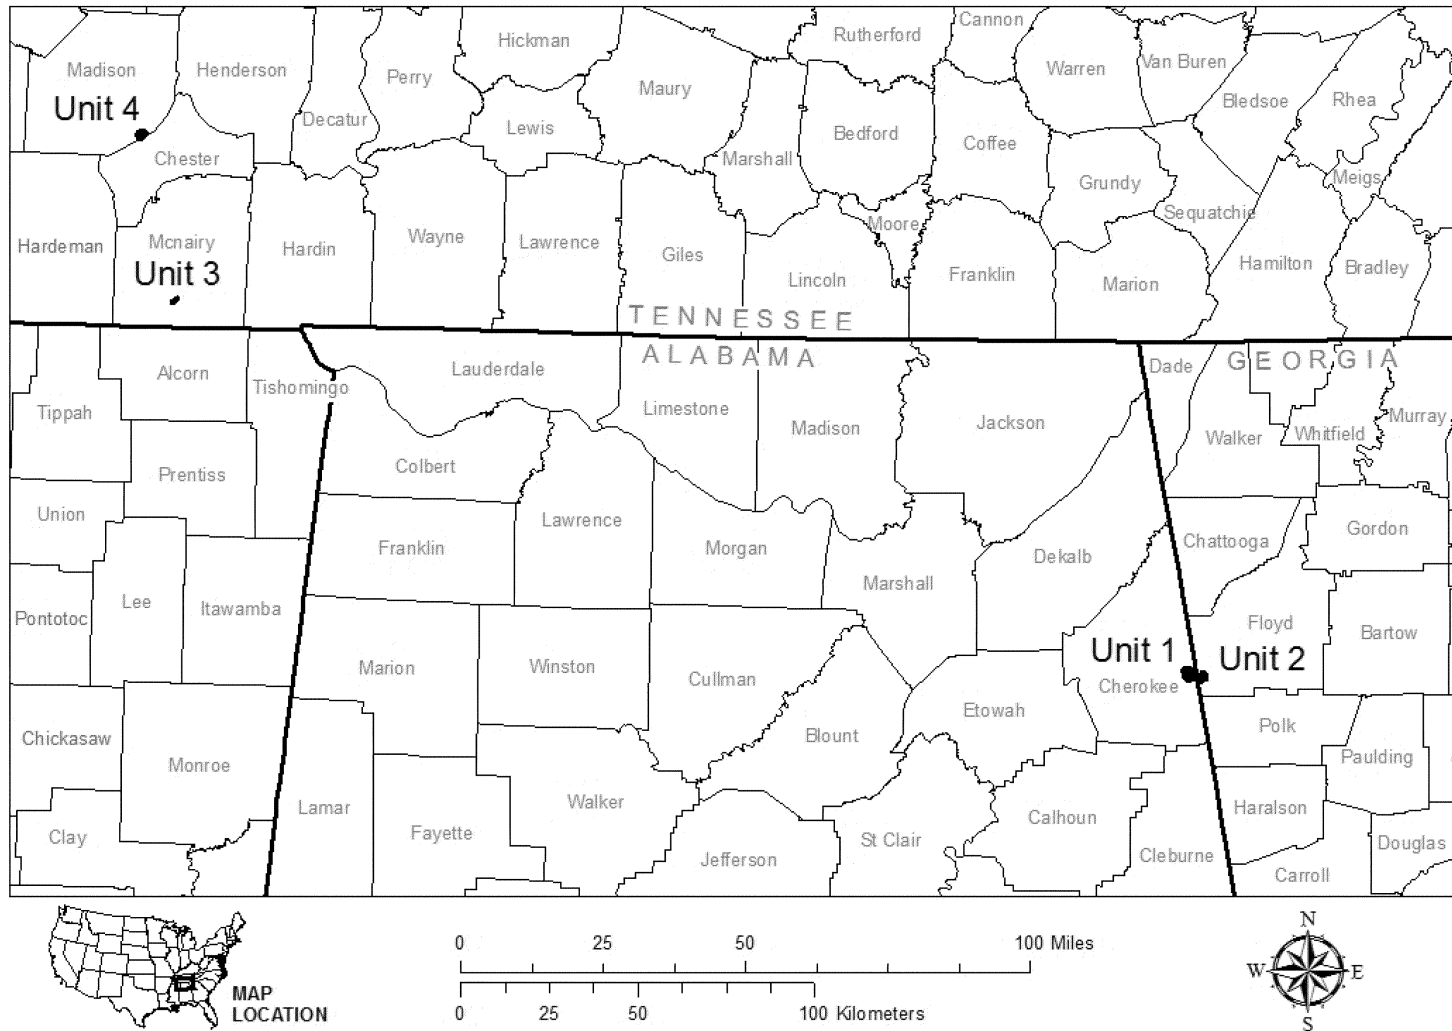 Hickman
Rutherford
Cannon
Madison
Henderson
Perry
Maury
Warren
Van Buren
Bledsoe
Rhea
Unit 4
Decatur
Lewis
Bedford
Coffee
Chester
Marshall
Grundy
Meigs
Sequatchie
Moore
Hardeman
Mcnairy
Hardin
Wayne
Lawrence
Giles
Lincoln
Franklin
Marion
Hamilton
Bradley
Unit 3
TENNESSEE
ALABAMA
GEORGIA
Alcorn
Tishomingo
Lauderdale
Dade
Tippah
Limestone
Madison
Jackson
Walker
Whitfield
Murray
Prentiss
Colbert
Union
Lawrence
Franklin
Morgan
Marshall
Dekalb
Chattooga
Gordon
Pontotoc
Lee
Itawamba
Floyd
Bartow
Marion
Winston
Cullman
Unit 1
Unit 2
Cherokee
Etowah
Chickasaw
Monroe
Blount
Polk
Paulding
Clay
Lamar
Fayette
Walker
Jefferson
St Clair
Calhoun
Cleburne
Haralson
Douglas
Carroll
MAP
LOCATION
0 25 50 100 Miles
0 25 50 100 Kilometers
N
W E
S